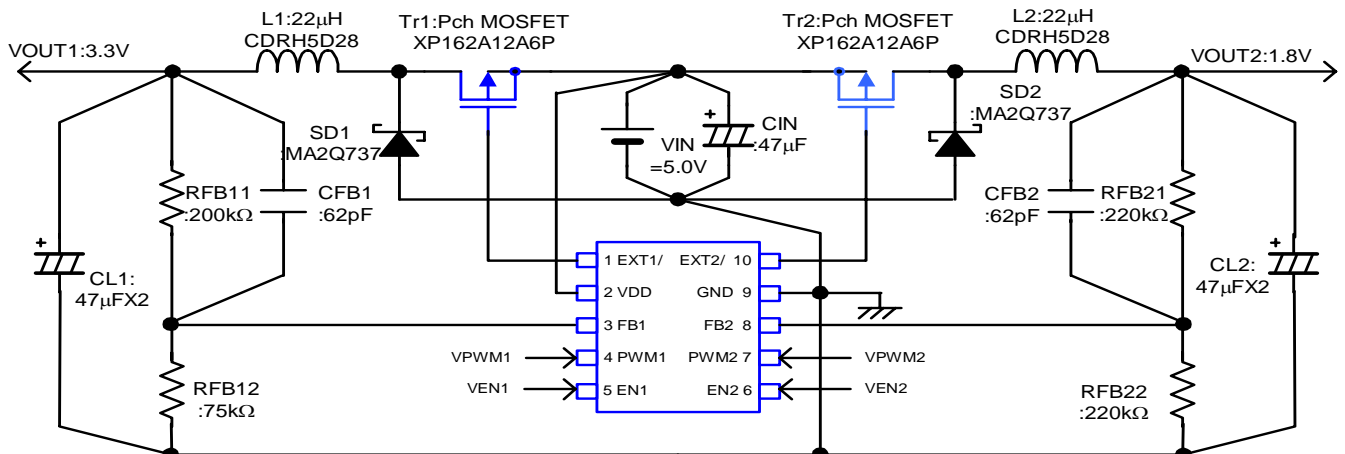 L1:22μH
CDRH5D28
Tr1:Pch MOSFET
XP162A12A6P
Tr2:Pch MOSFET
XP162A12A6P
L2:22μH
CDRH5D28
VOUT1:3.3V
VOUT2:1.8V
SD1
:MA2Q737
+
VIN
=5.0V
CIN
:47μF
SD2
:MA2Q737
RFB11
:200kΩ
CFB1
:62pF
CFB2
:62pF
RFB21
:220kΩ
+
CL1:
47μFX2
+
CL2:
47μFX2
1 EXT1/
EXT2/ 10
2 VDD
GND 9
3 FB1
FB2 8
VPWM1
4 PWM1
PWM2 7
VPWM2
VEN1
5 EN1
EN2 6
VEN2
RFB12
:75kΩ
RFB22
:220kΩ